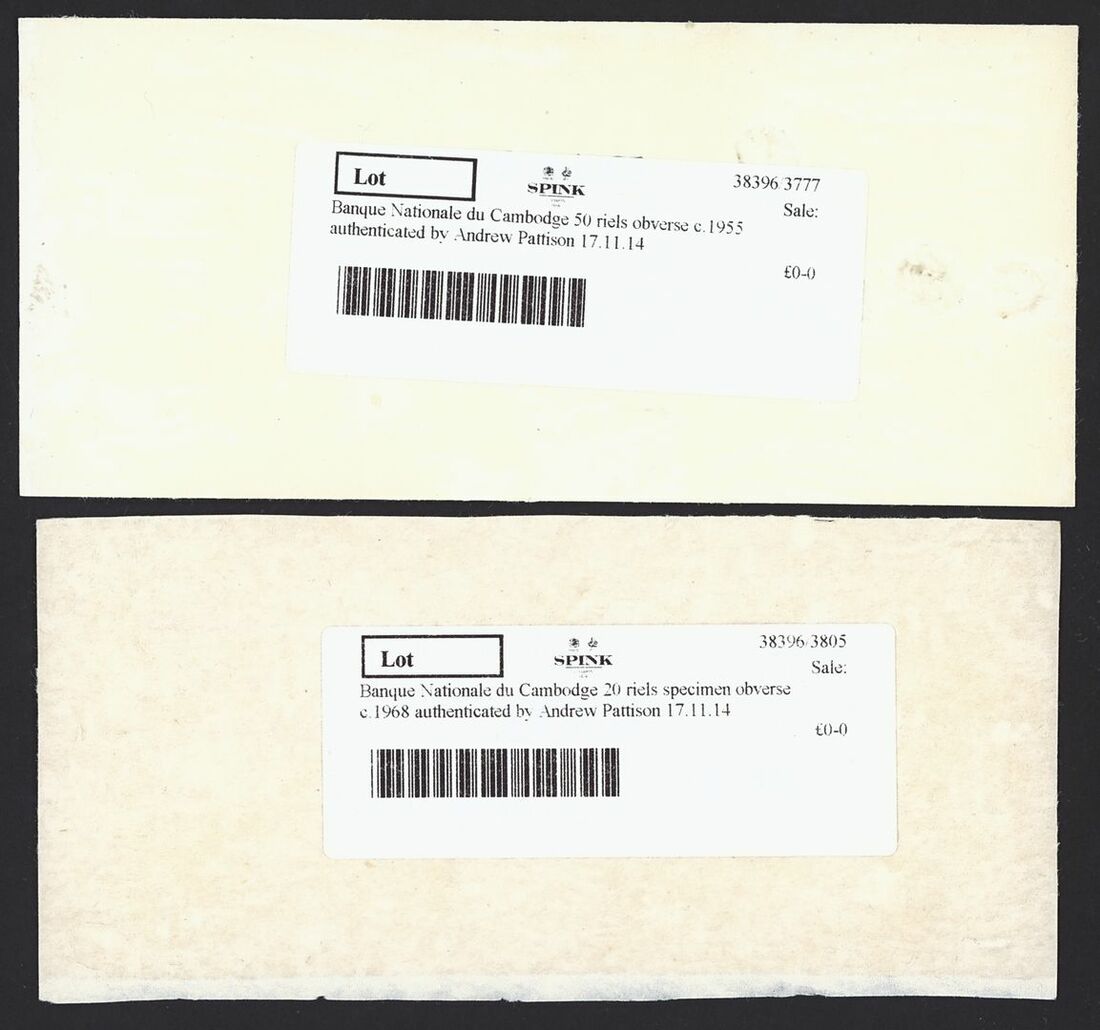 Lot
SPINK
38396/3777
Sale:
Banque Nationale du Cambodge 50 riels obverse c.1955
authenticated by Andrew Pattison 17.11.14
£0-0
Lot
SPINK
38396/3805
Sale:
Banque Nationale du Cambodge 20 riels specimen obverse
c.1968 authenticated by Andrew Pattison 17.11.14
£0-0